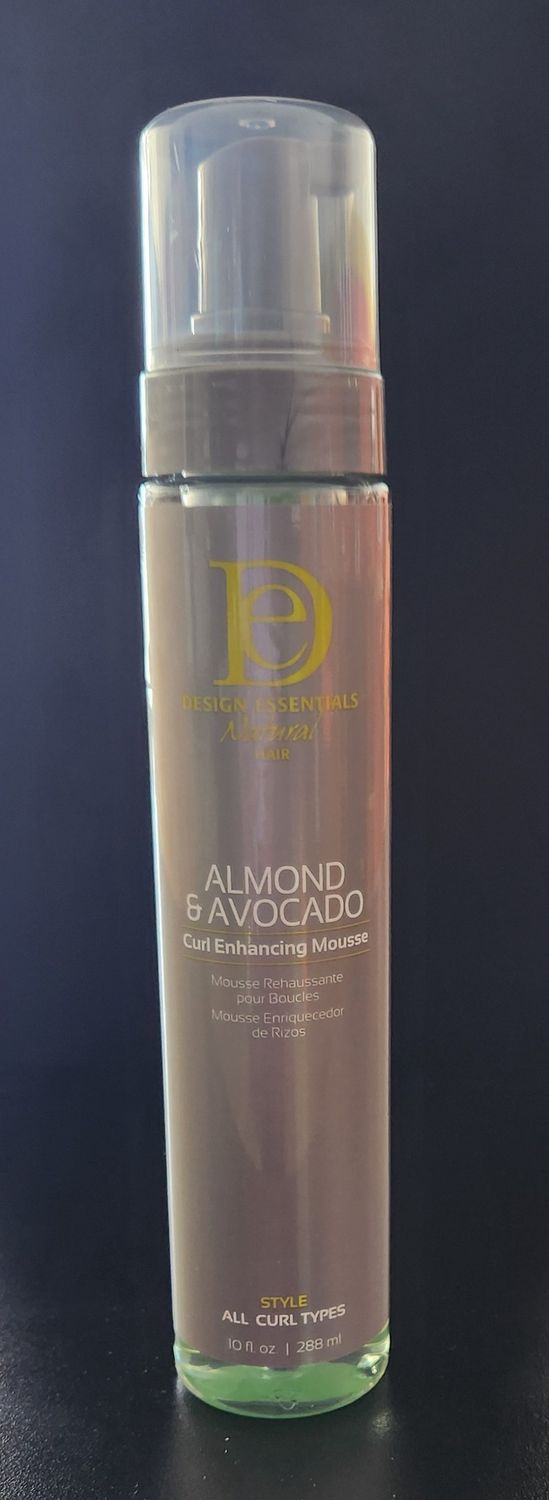 De
DESIGN ESSENTIALS
Natural
HAIR
ALMOND
& AVOCADO
Curl Enhancing Mousse
Mousse Rehaussante
pour Boucles
Mousse Enriquecedor
de Rizos
STYLE
ALL CURL TYPES
10 fl. oz | 288 ml